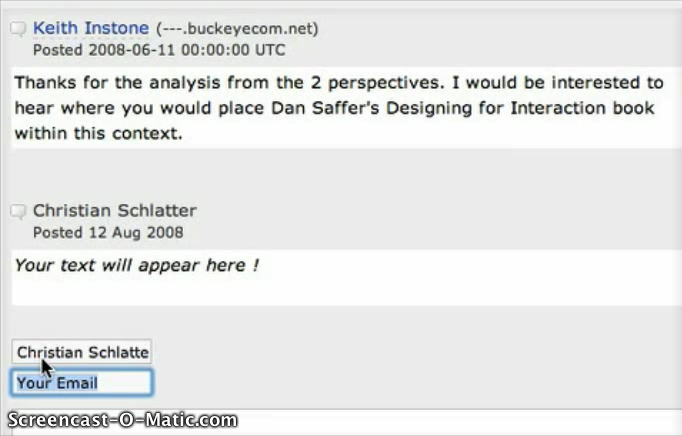 Keith Instone (---.buckeyecom.net)
Posted 2008-06-11 00:00:00 UTC
Thanks for the analysis from the 2 perspectives. I would be interested to
hear where you would place Dan Saffer's Designing for Interaction book
within this context.
Christian Schlatter
Posted 12 Aug 2008
Your text will appear here !
Christian Schlatte
Your Email
Screencast-O-Matic.com